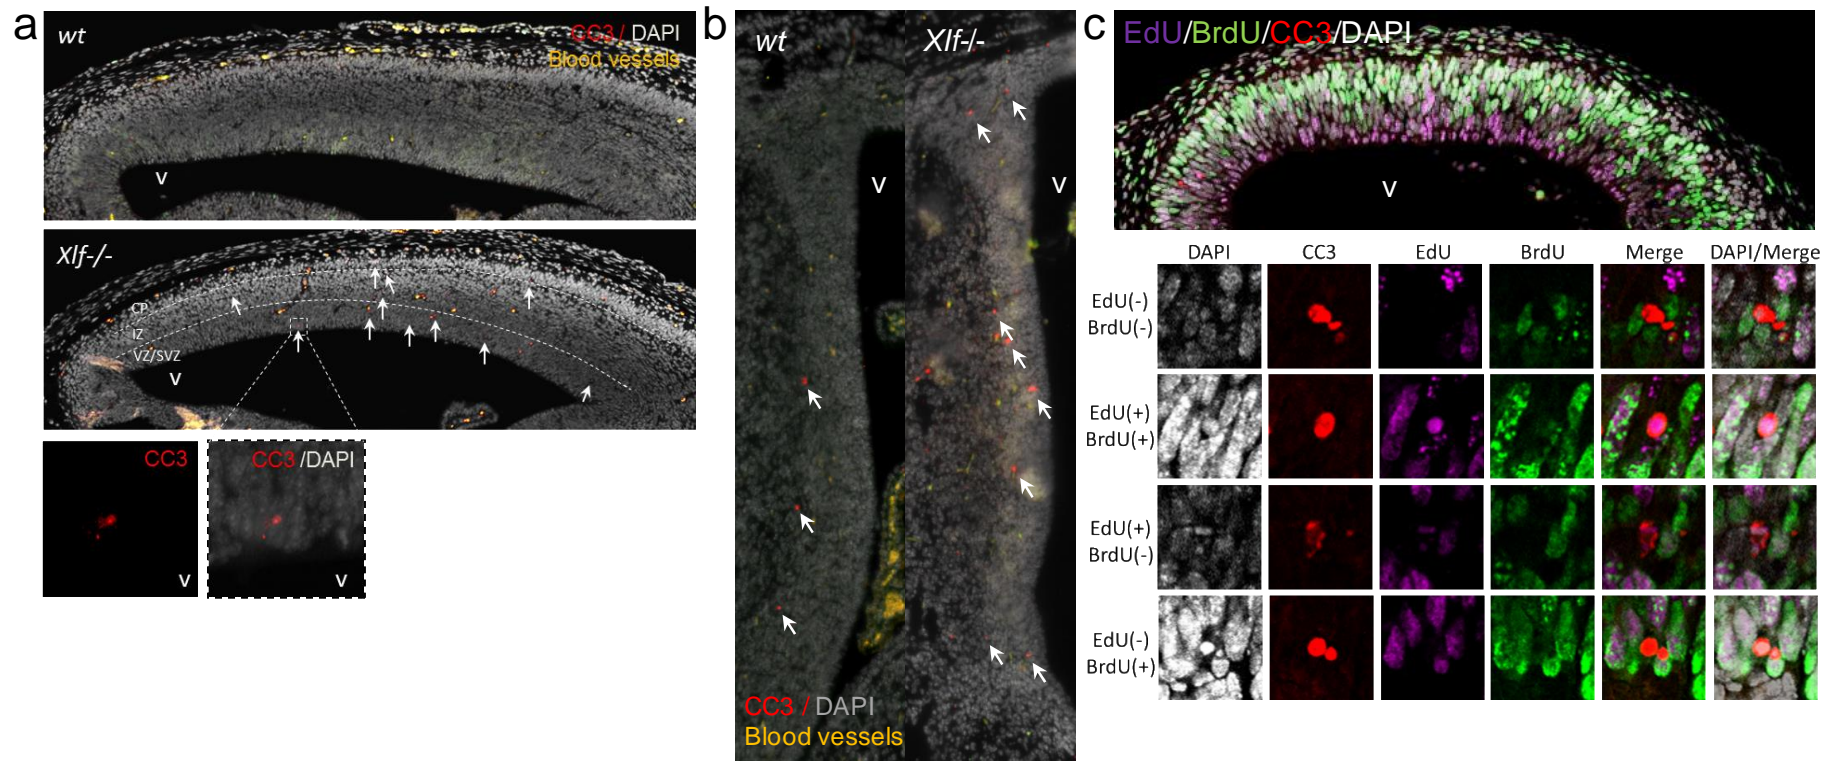 a
wt
CC3 / DAPI
Blood vessels
v
Xlf-/-
CP
IZ
VZ/SVZ
v
CC3
v
CC3 /DAPI
v
b
wt
Xlf-/-
v
v
CC3 / DAPI
Blood vessels
c
EdU/BrdU/CC3/DAPI
v
DAPI CC3 EdU BrdU Merge DAPI/Merge
EdU(-)
BrdU(-)
EdU(+)
BrdU(+)
EdU(+)
BrdU(-)
EdU(-)
BrdU(+)